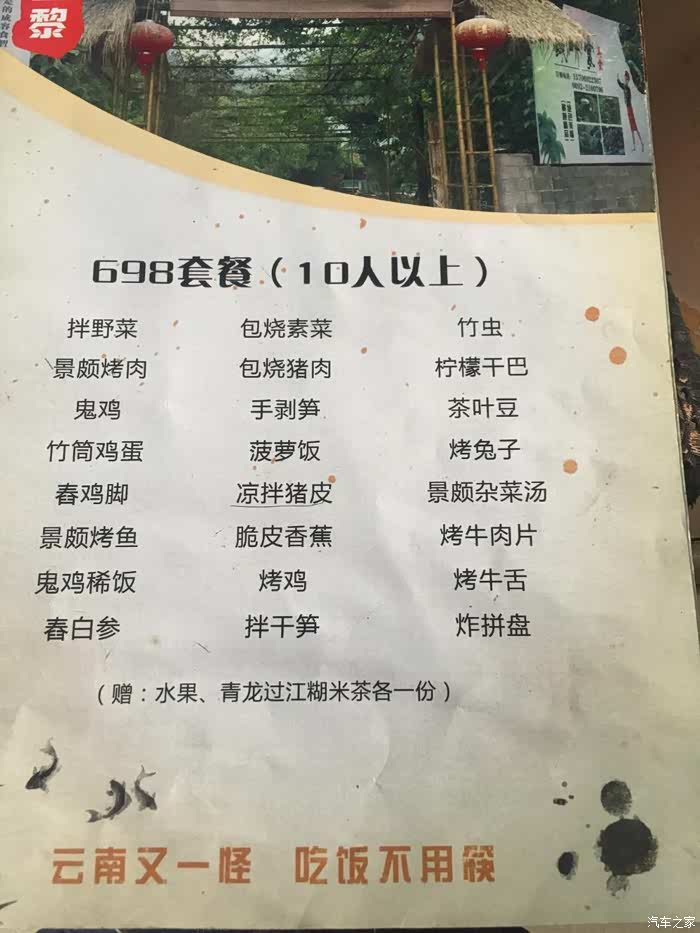 黎
698套餐（10人以上）
拌野菜 包烧素菜 竹虫
景颇烤肉 包烧猪肉 柠檬干巴
鬼鸡 手剥笋 茶叶豆
竹筒鸡蛋 菠萝饭 烤兔子
舂鸡脚 凉拌猪皮 景颇杂菜汤
景颇烤鱼 脆皮香蕉 烤牛肉片
鬼鸡稀饭 烤鸡 烤牛舌
舂白参 拌干笋 炸拼盘
（赠：水果、青龙过江糊米茶各一份）
云南又一怪 吃饭不用筷
汽车之家